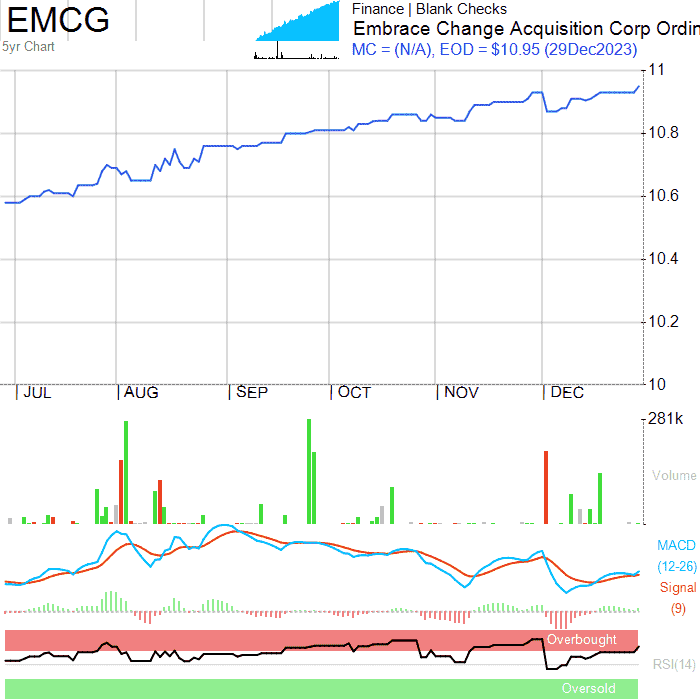 EMCG
5yr Chart
Finance | Blank Checks
Embrace Change Acquisition Corp Ordin
MC = (N/A), EOD = $10.95 (29Dec2023)
11
10.8
10.6
10.4
10.2
10
JUL AUG SEP OCT NOV DEC
281k
Volume
MACD
(12-26)
Signal
(9)
Overbought
RSI(14)
Oversold